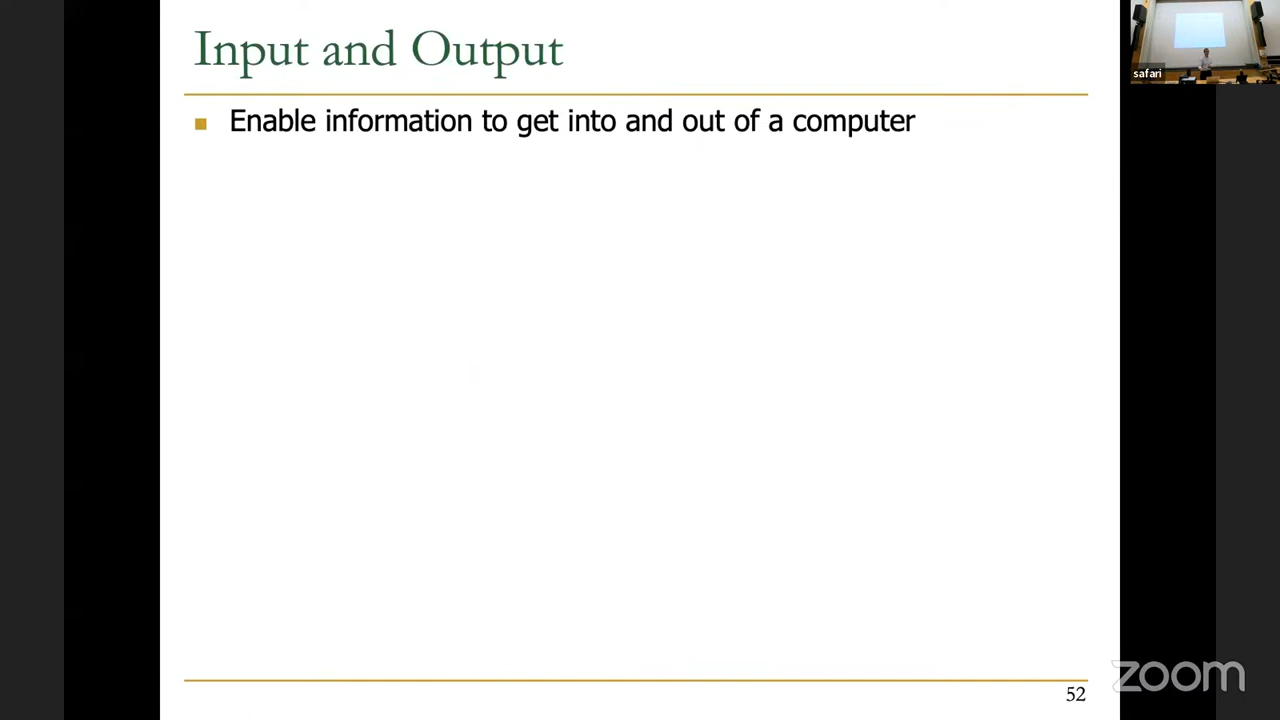 Input and Output
Enable information to get into and out of a computer
safari
52
zoom